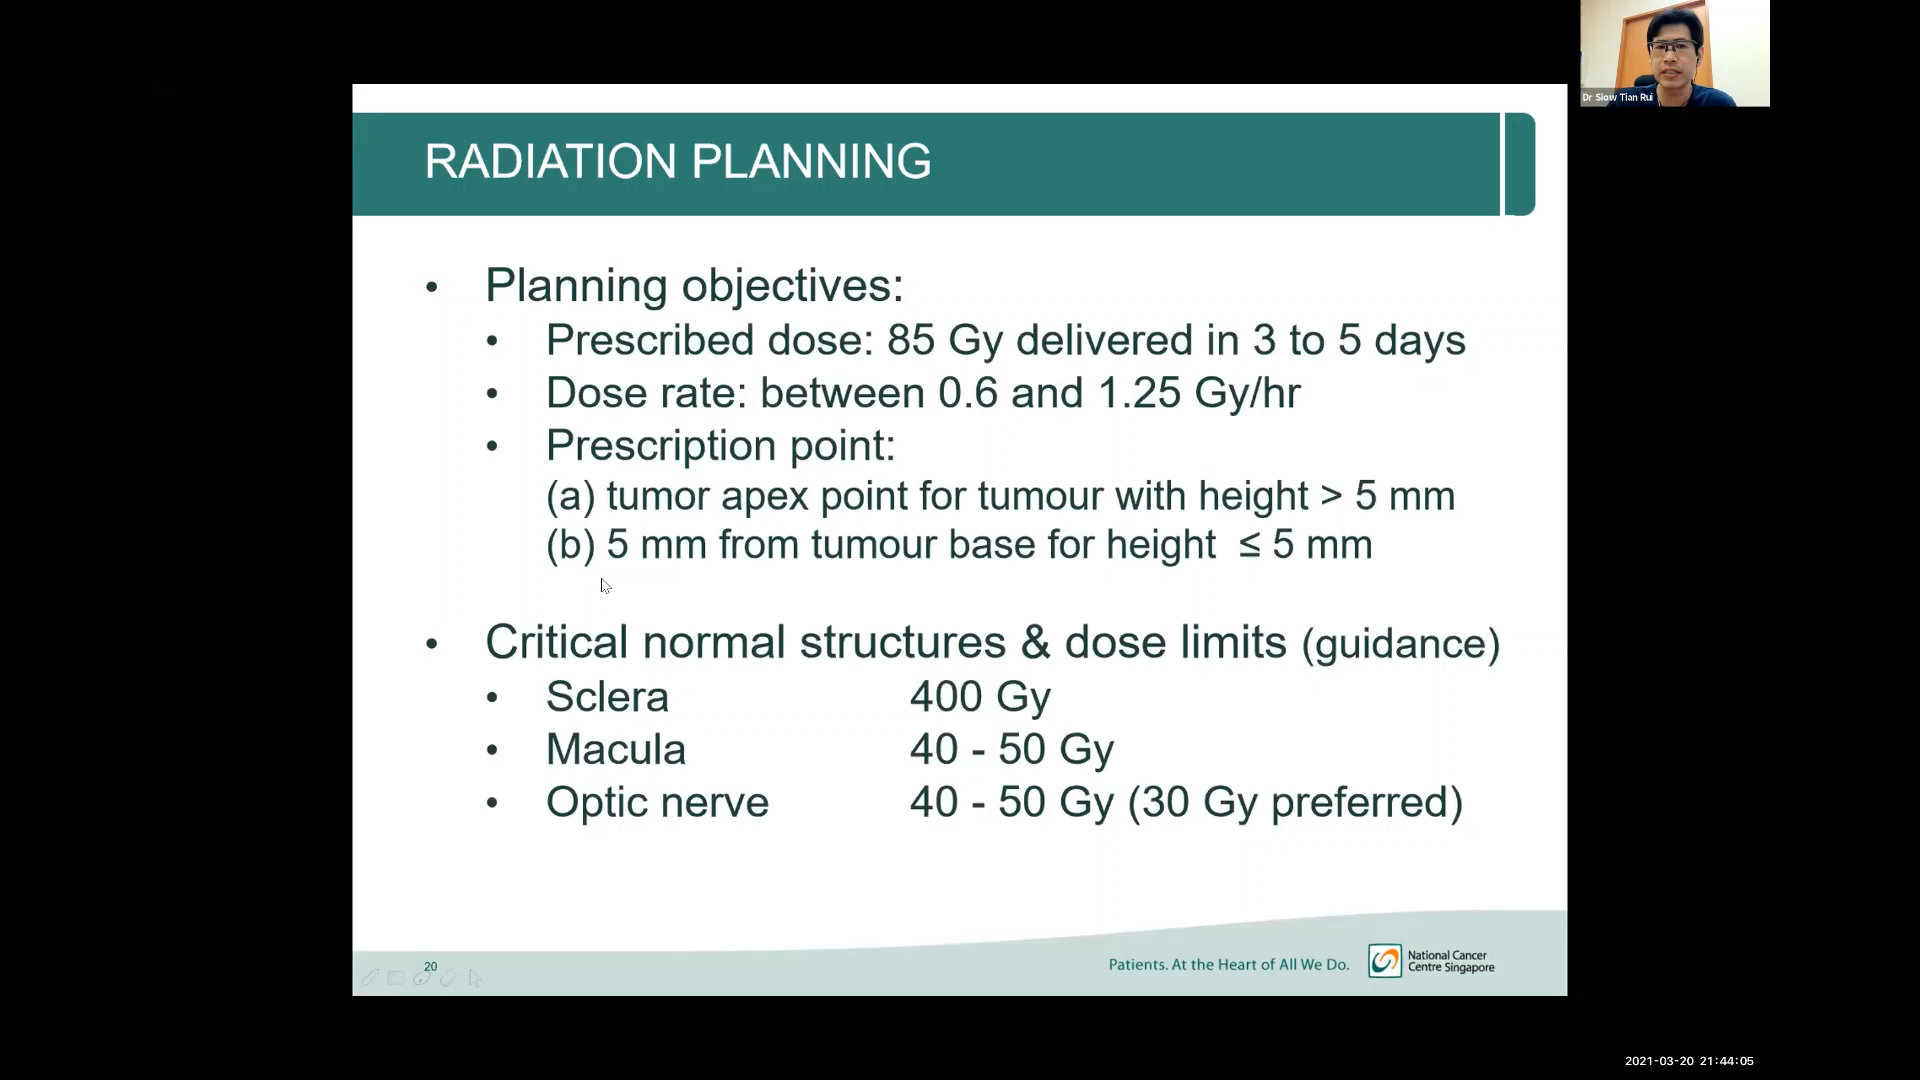 Dr Siow Tian Rui
RADIATION PLANNING
• Planning objectives:
• Prescribed dose: 85 Gy delivered in 3 to 5 days
• Dose rate: between 0.6 and 1.25 Gy/hr
• Prescription point:
(a) tumor apex point for tumour with height > 5 mm
(b) 5 mm from tumour base for height ≤ 5 mm
• Critical normal structures & dose limits (guidance)
• Sclera 400 Gy
• Macula 40 - 50 Gy
• Optic nerve 40 - 50 Gy (30 Gy preferred)
20
Patients. At the Heart of All We Do.
National Cancer
Centre Singapore
2021-03-20 21:44:05